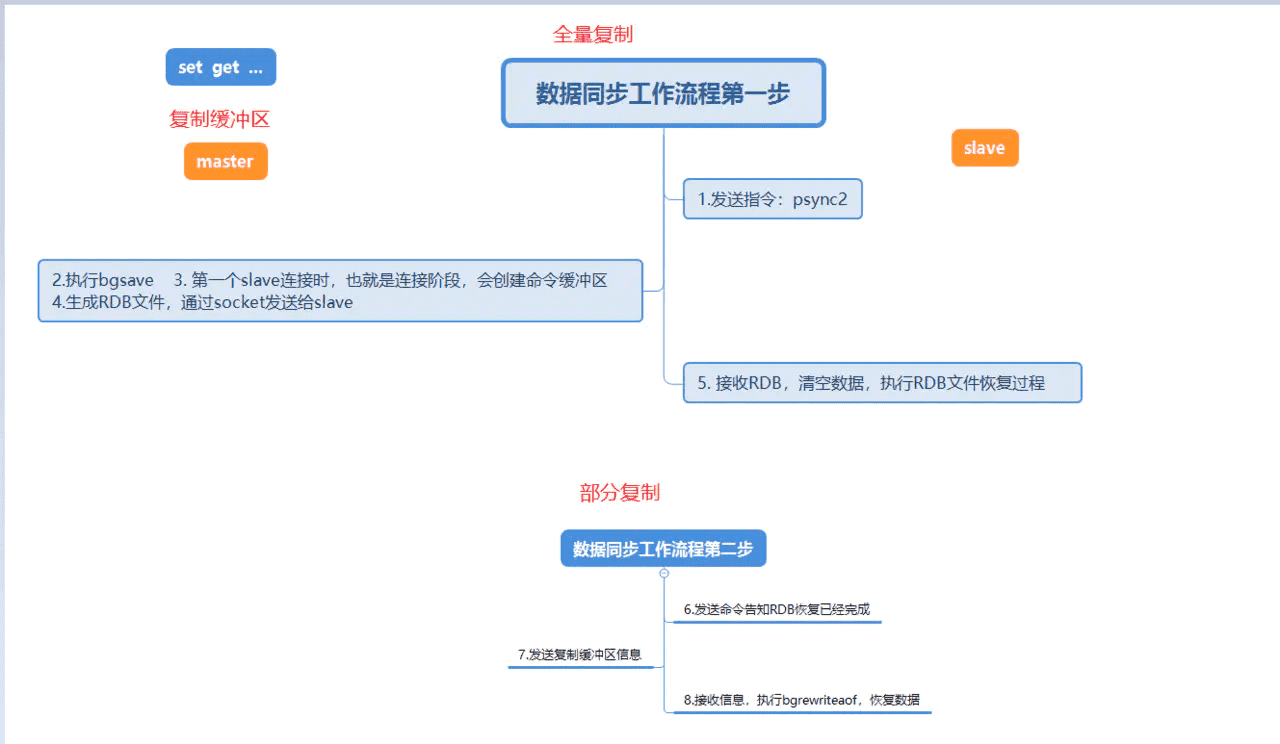 全量复制
set get ...
数据同步工作流程第一步
复制缓冲区
master
slave
1.发送指令：psync2
2.执行bgsave 3. 第一个slave连接时，也就是连接阶段，会创建命令缓冲区
4.生成RDB文件，通过socket发送给slave
5. 接收RDB，清空数据，执行RDB文件恢复过程
部分复制
数据同步工作流程第二步
6.发送命令告知RDB恢复已经完成
7.发送复制缓冲区信息
8.接收信息，执行bgrewriteaof，恢复数据